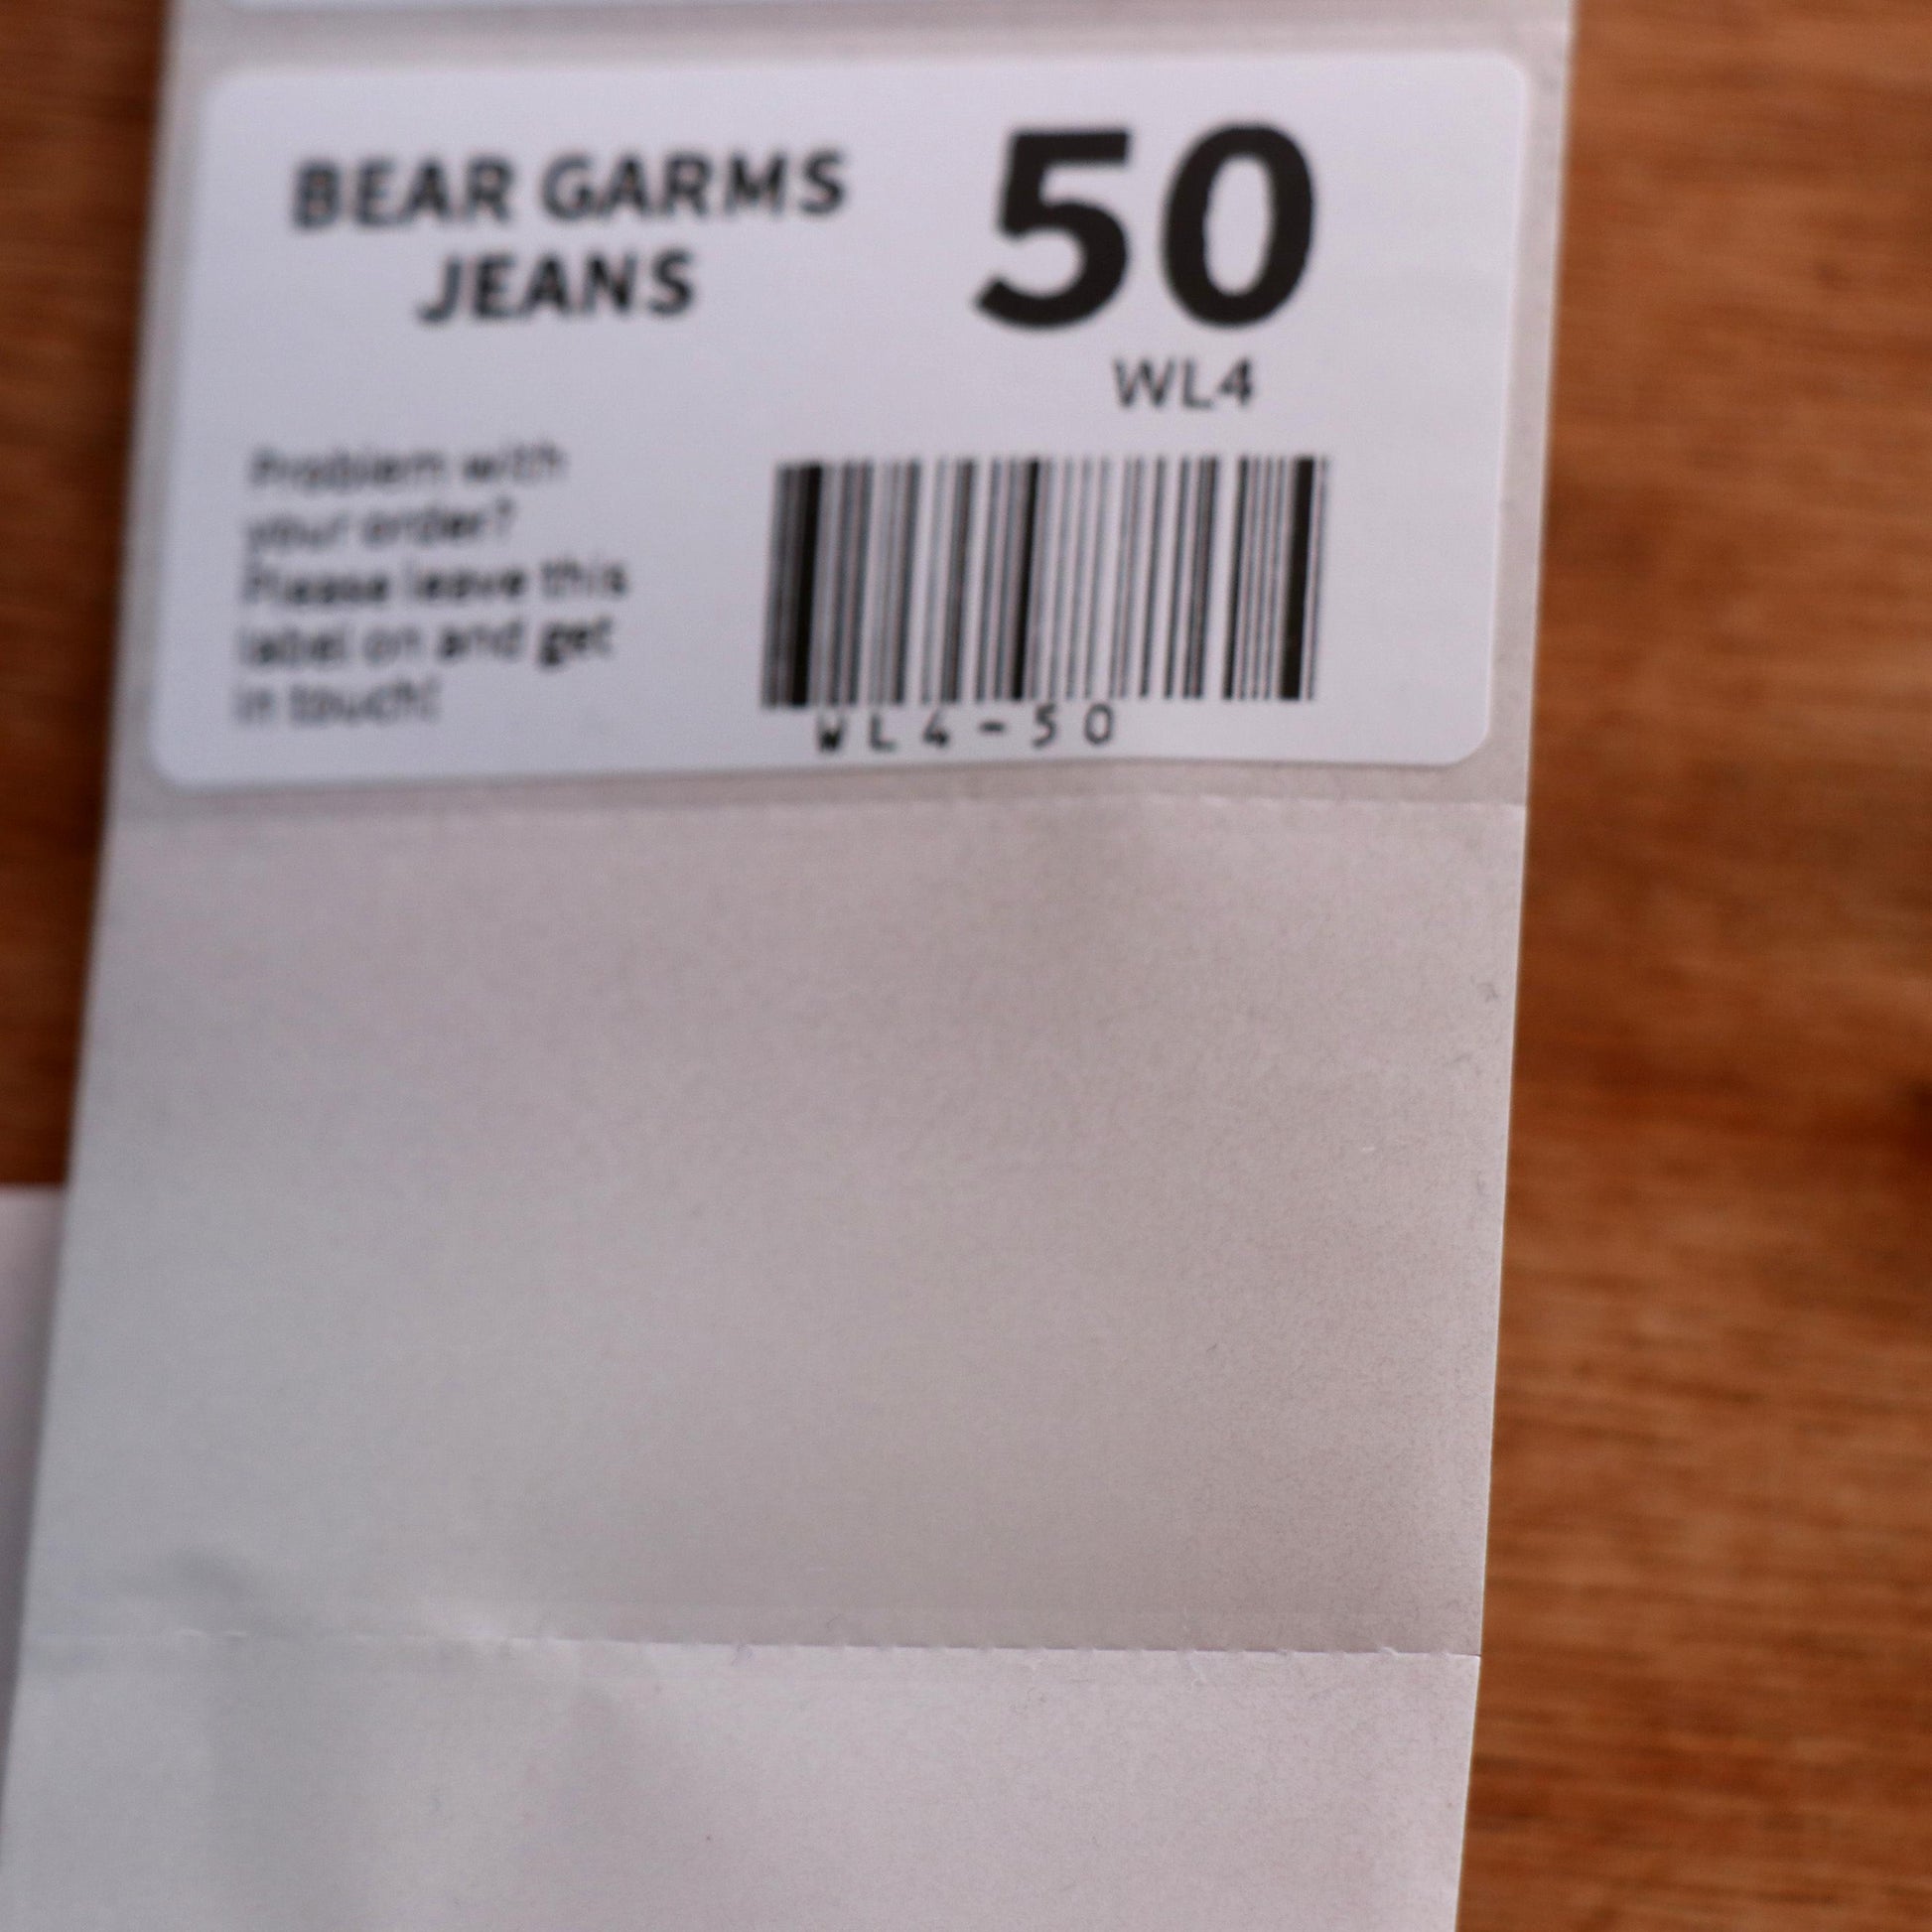 BEAR GARMS
JEANS
50
WL4
Problem with
your order?
Please leave this
label on and get
in touch!
WL4-50